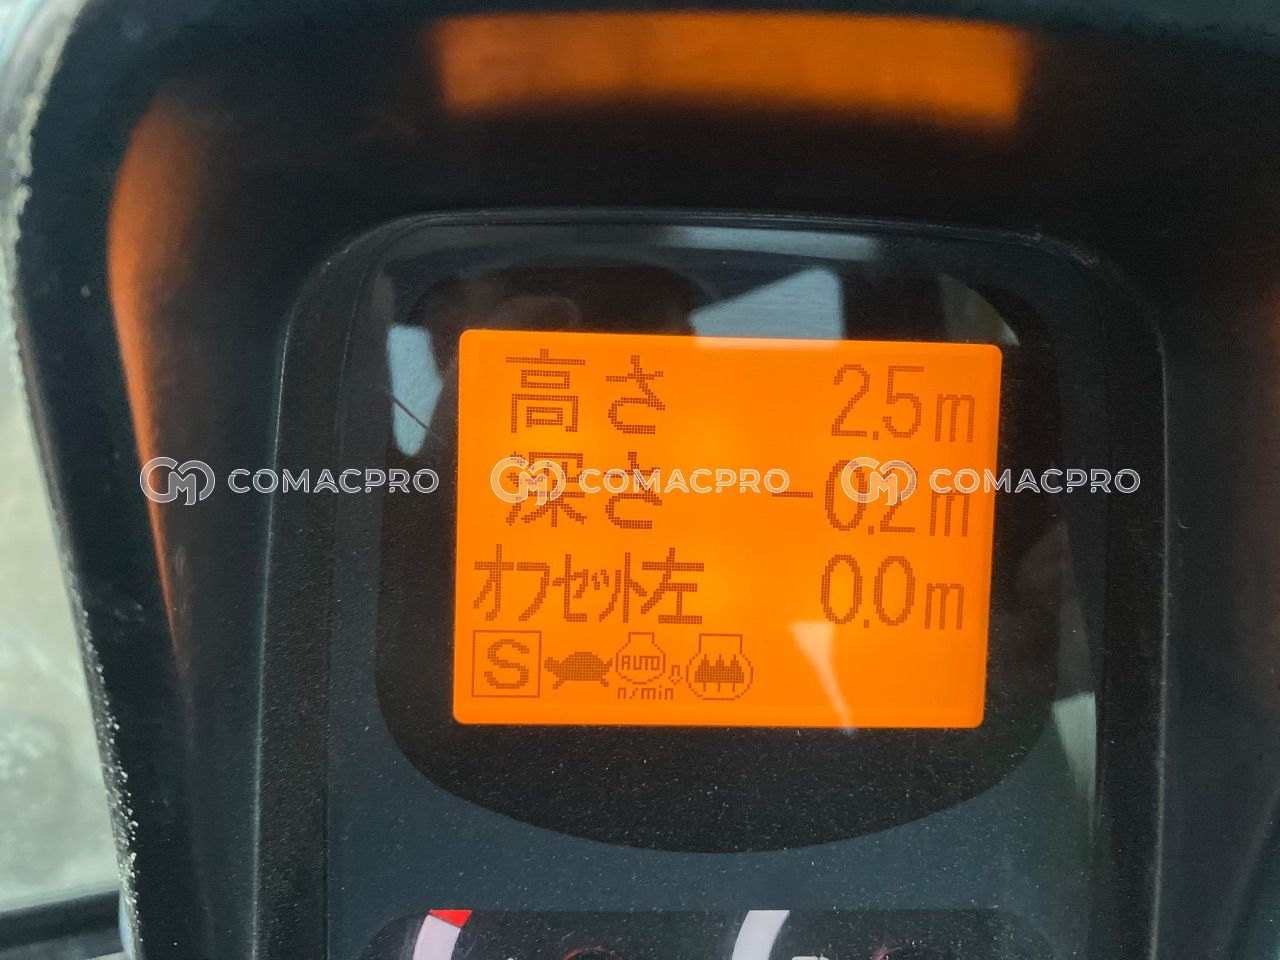 高さ 2.5m
深さ -0.2m
オフセット左 0.0m
S AUTO n/min
COMACPRO COMACPRO COMACPRO